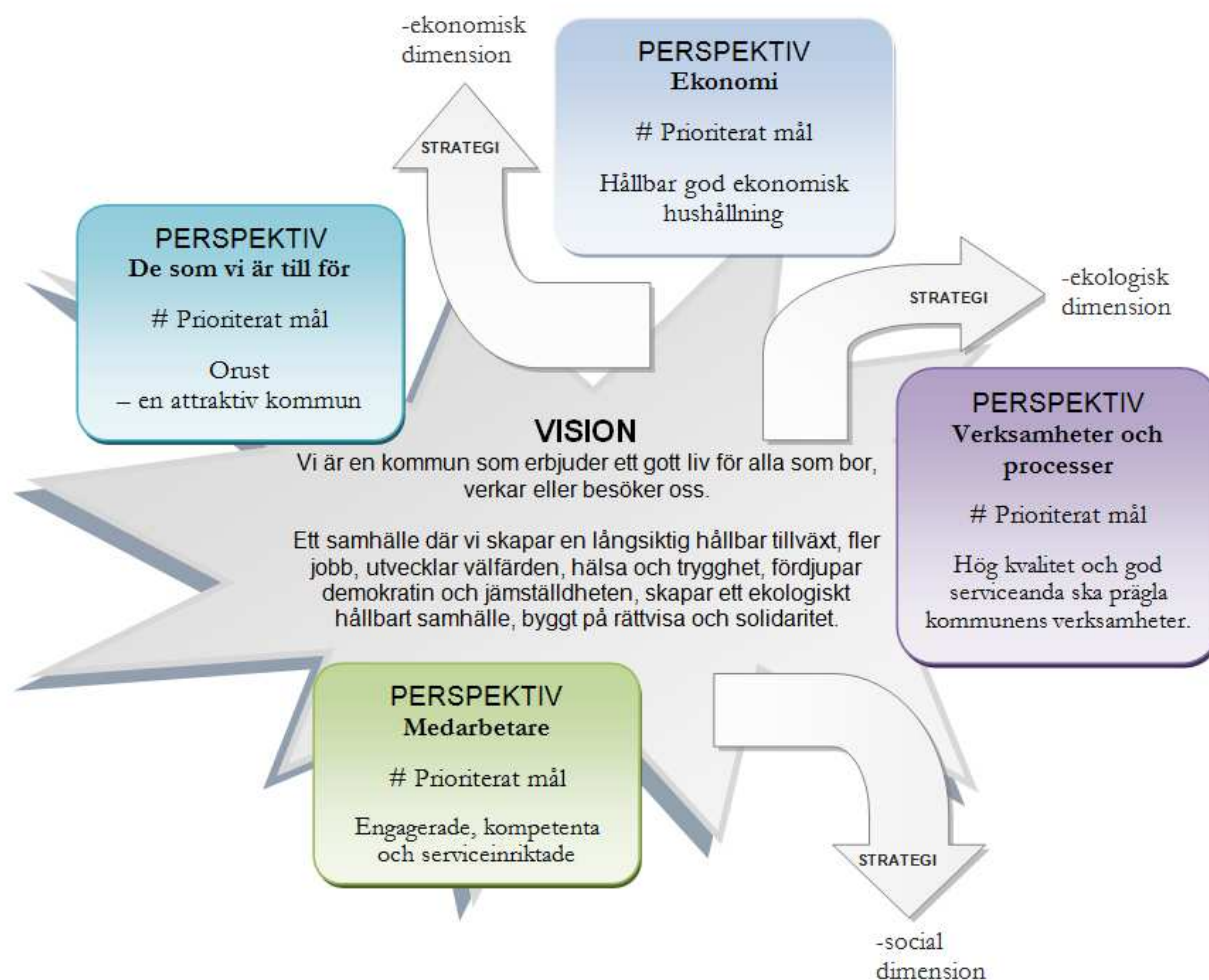 -ekonomisk
dimension
PERSPEKTIV
Ekonomi
# Prioriterat mål
Hållbar god ekonomisk
hushållning
STRATEGI
PERSPEKTIV
De som vi är till för
# Prioriterat mål
Orust
– en attraktiv kommun
STRATEGI
-ekologisk
dimension
PERSPEKTIV
Verksamheter och
processer
# Prioriterat mål
Hög kvalitet och god
serviceanda ska prägla
kommunens verksamheter.
VISION
Vi är en kommun som erbjuder ett gott liv för alla som bor,
verkar eller besöker oss.
Ett samhälle där vi skapar en långsiktig hållbar tillväxt, fler
jobb, utvecklar välfärden, hälsa och trygghet, fördjupar
demokratin och jämställdheten, skapar ett ekologiskt
hållbart samhälle, byggt på rättvisa och solidaritet.
PERSPEKTIV
Medarbetare
# Prioriterat mål
Engagerade, kompetenta
och serviceinriktade
STRATEGI
-social
dimension